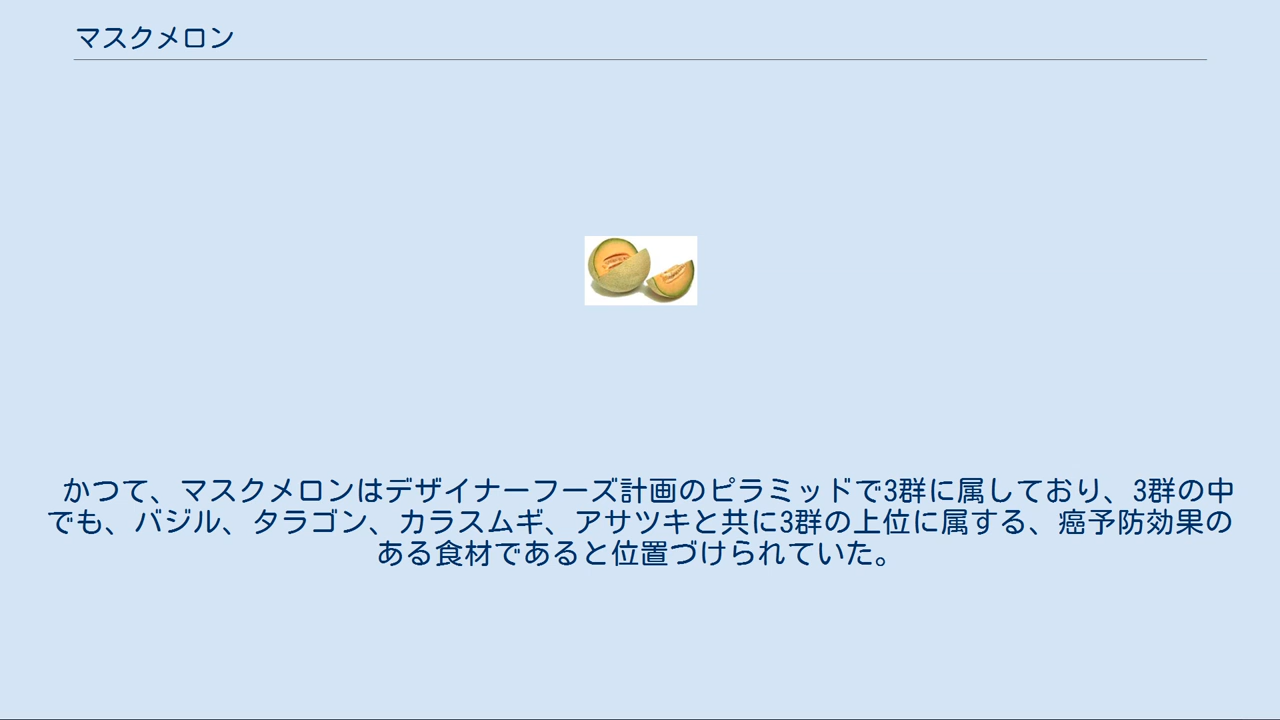 マスクメロン
かつて、マスクメロンはデザイナーフーズ計画のピラミッドで3群に属しており、3群の中
でも、バジル、タラゴン、カラスムギ、アサツキと共に3群の上位に属する、癌予防効果の
ある食材であると位置づけられていた。